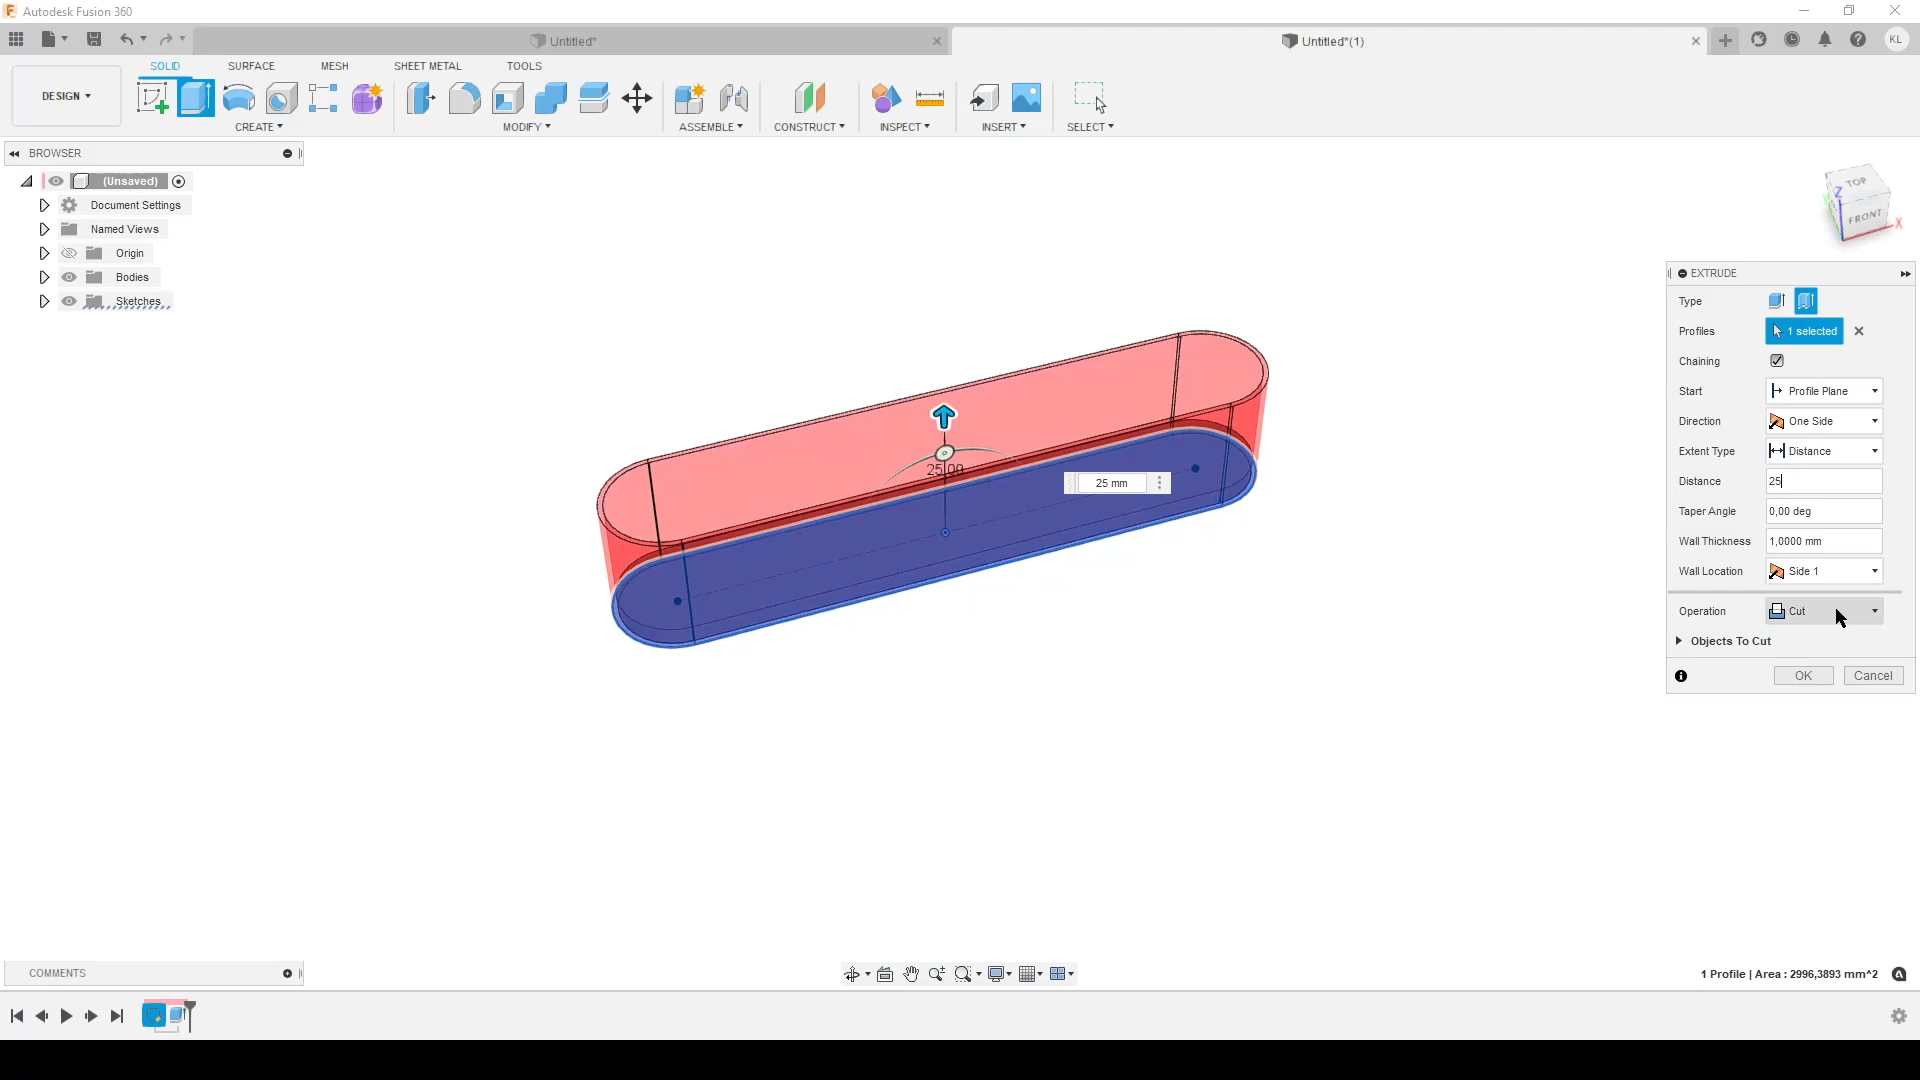 Autodesk Fusion 360
Untitled*
Untitled*(1)
KL
DESIGN
SOLID
SURFACE
MESH
SHEET METAL
TOOLS
CREATE
MODIFY
ASSEMBLE
CONSTRUCT
INSPECT
INSERT
SELECT
BROWSER
(Unsaved)
Document Settings
Named Views
Origin
Bodies
Sketches
TOP
FRONT
Z
X
25,00
25 mm
EXTRUDE
Type
Profiles 1 selected
Chaining
Start Profile Plane
Direction One Side
Extent Type Distance
Distance 25
Taper Angle 0,00 deg
Wall Thickness 1,0000 mm
Wall Location Side 1
Operation Cut
Objects To Cut
OK Cancel
COMMENTS
1 Profile | Area : 2996,3893 mm^2